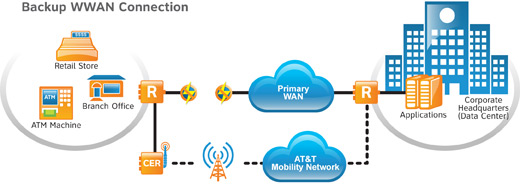 Backup WWAN Connection
Retail Store
Branch Office
ATM
ATM Machine
R
Primary
WAN
R
Applications
Corporate
Headquarters
(Data Center)
CER
AT&T
Mobility Network